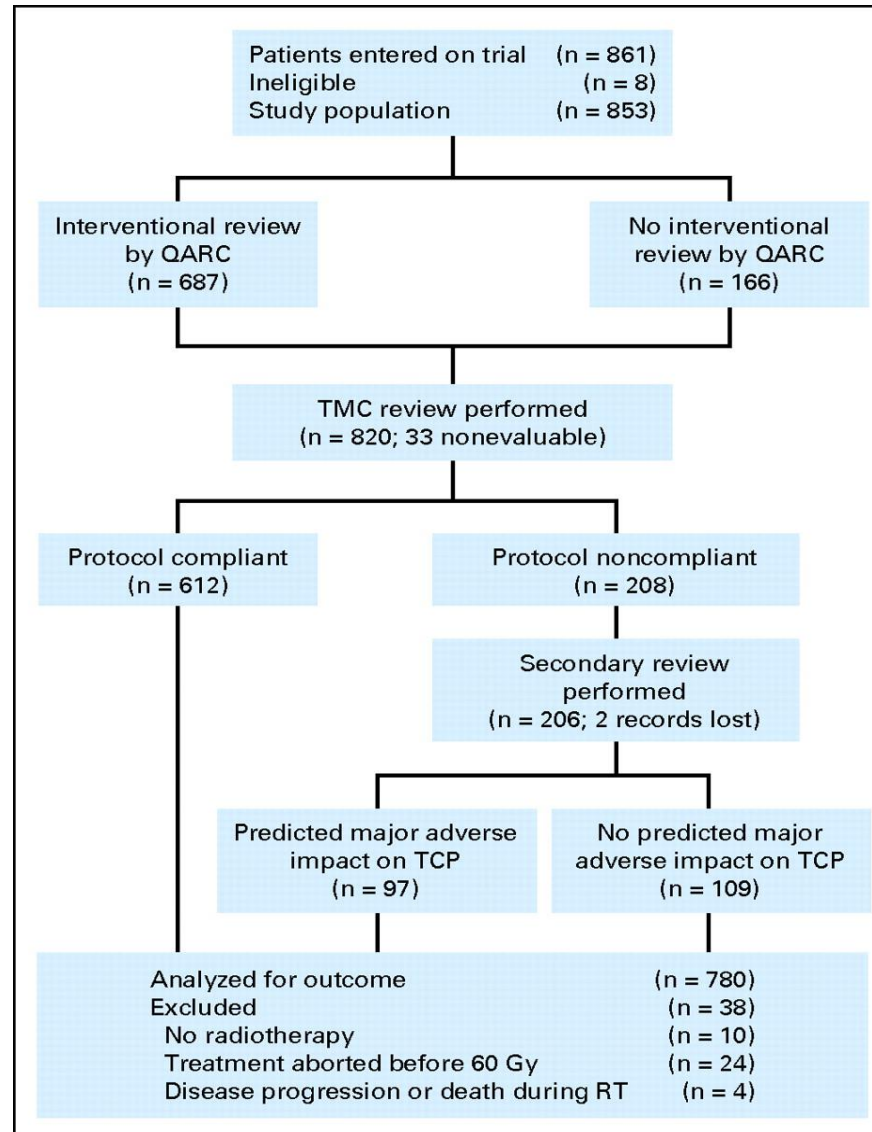 Patients entered on trial (n = 861)
Ineligible (n = 8)
Study population (n = 853)
Interventional review
by QARC
(n = 687)
No interventional
review by QARC
(n = 166)
TMC review performed
(n = 820; 33 nonevaluable)
Protocol compliant
(n = 612)
Protocol noncompliant
(n = 208)
Secondary review
performed
(n = 206; 2 records lost)
Predicted major adverse
impact on TCP
(n = 97)
No predicted major
adverse impact on TCP
(n = 109)
Analyzed for outcome (n = 780)
Excluded (n = 38)
No radiotherapy (n = 10)
Treatment aborted before 60 Gy (n = 24)
Disease progression or death during RT (n = 4)